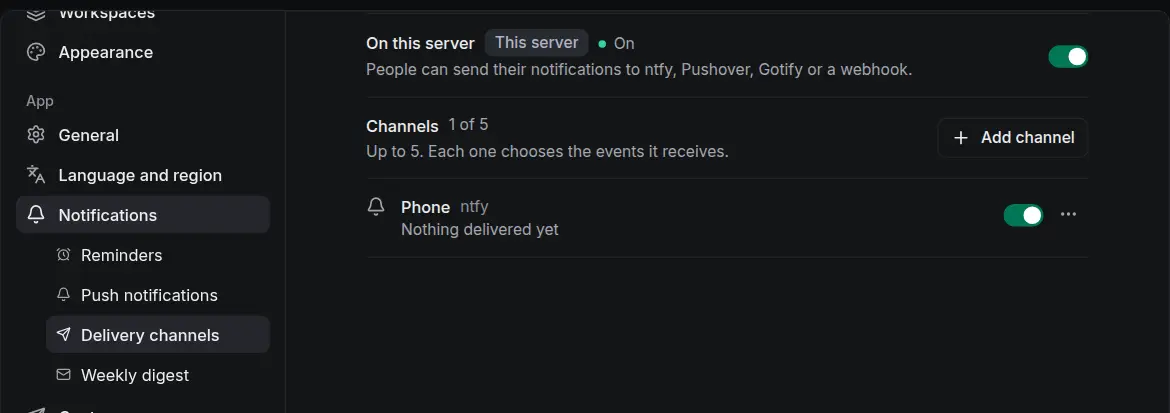 Workspaces
Appearance
App
General
Language and region
Notifications
Reminders
Push notifications
Delivery channels
Weekly digest
On this server This server On
People can send their notifications to ntfy, Pushover, Gotify or a webhook.
Channels 1 of 5
Up to 5. Each one chooses the events it receives.
Add channel
Phone ntfy
Nothing delivered yet